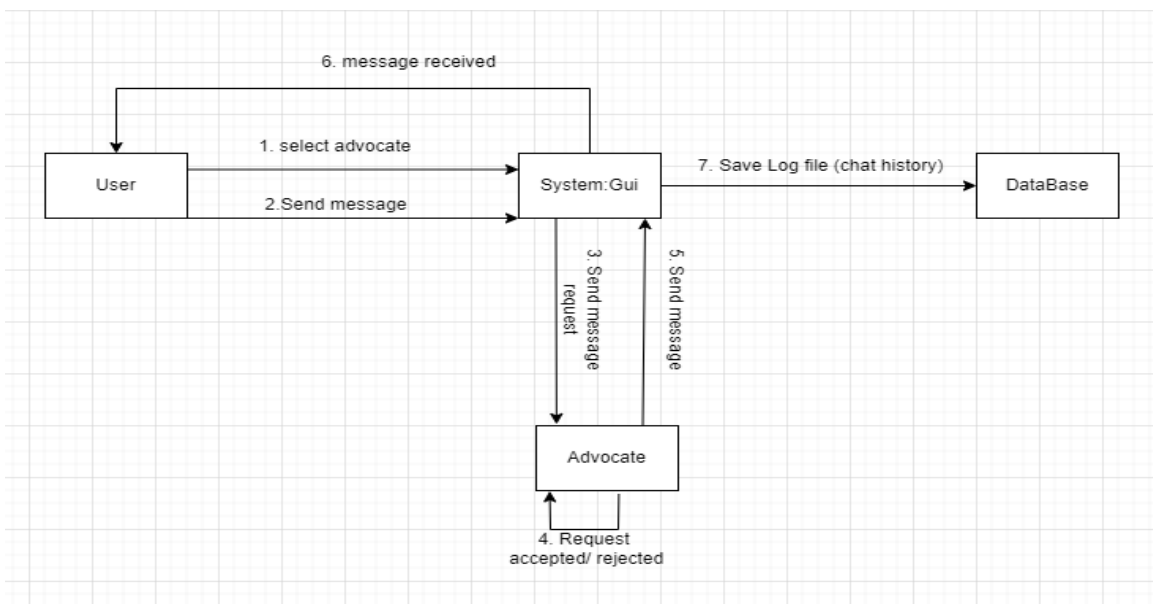 6. message received
1. select advocate
User
System:Gui
7. Save Log file (chat history)
DataBase
2.Send message
3. Send message
request
5. Send message
Advocate
4. Request
accepted/ rejected